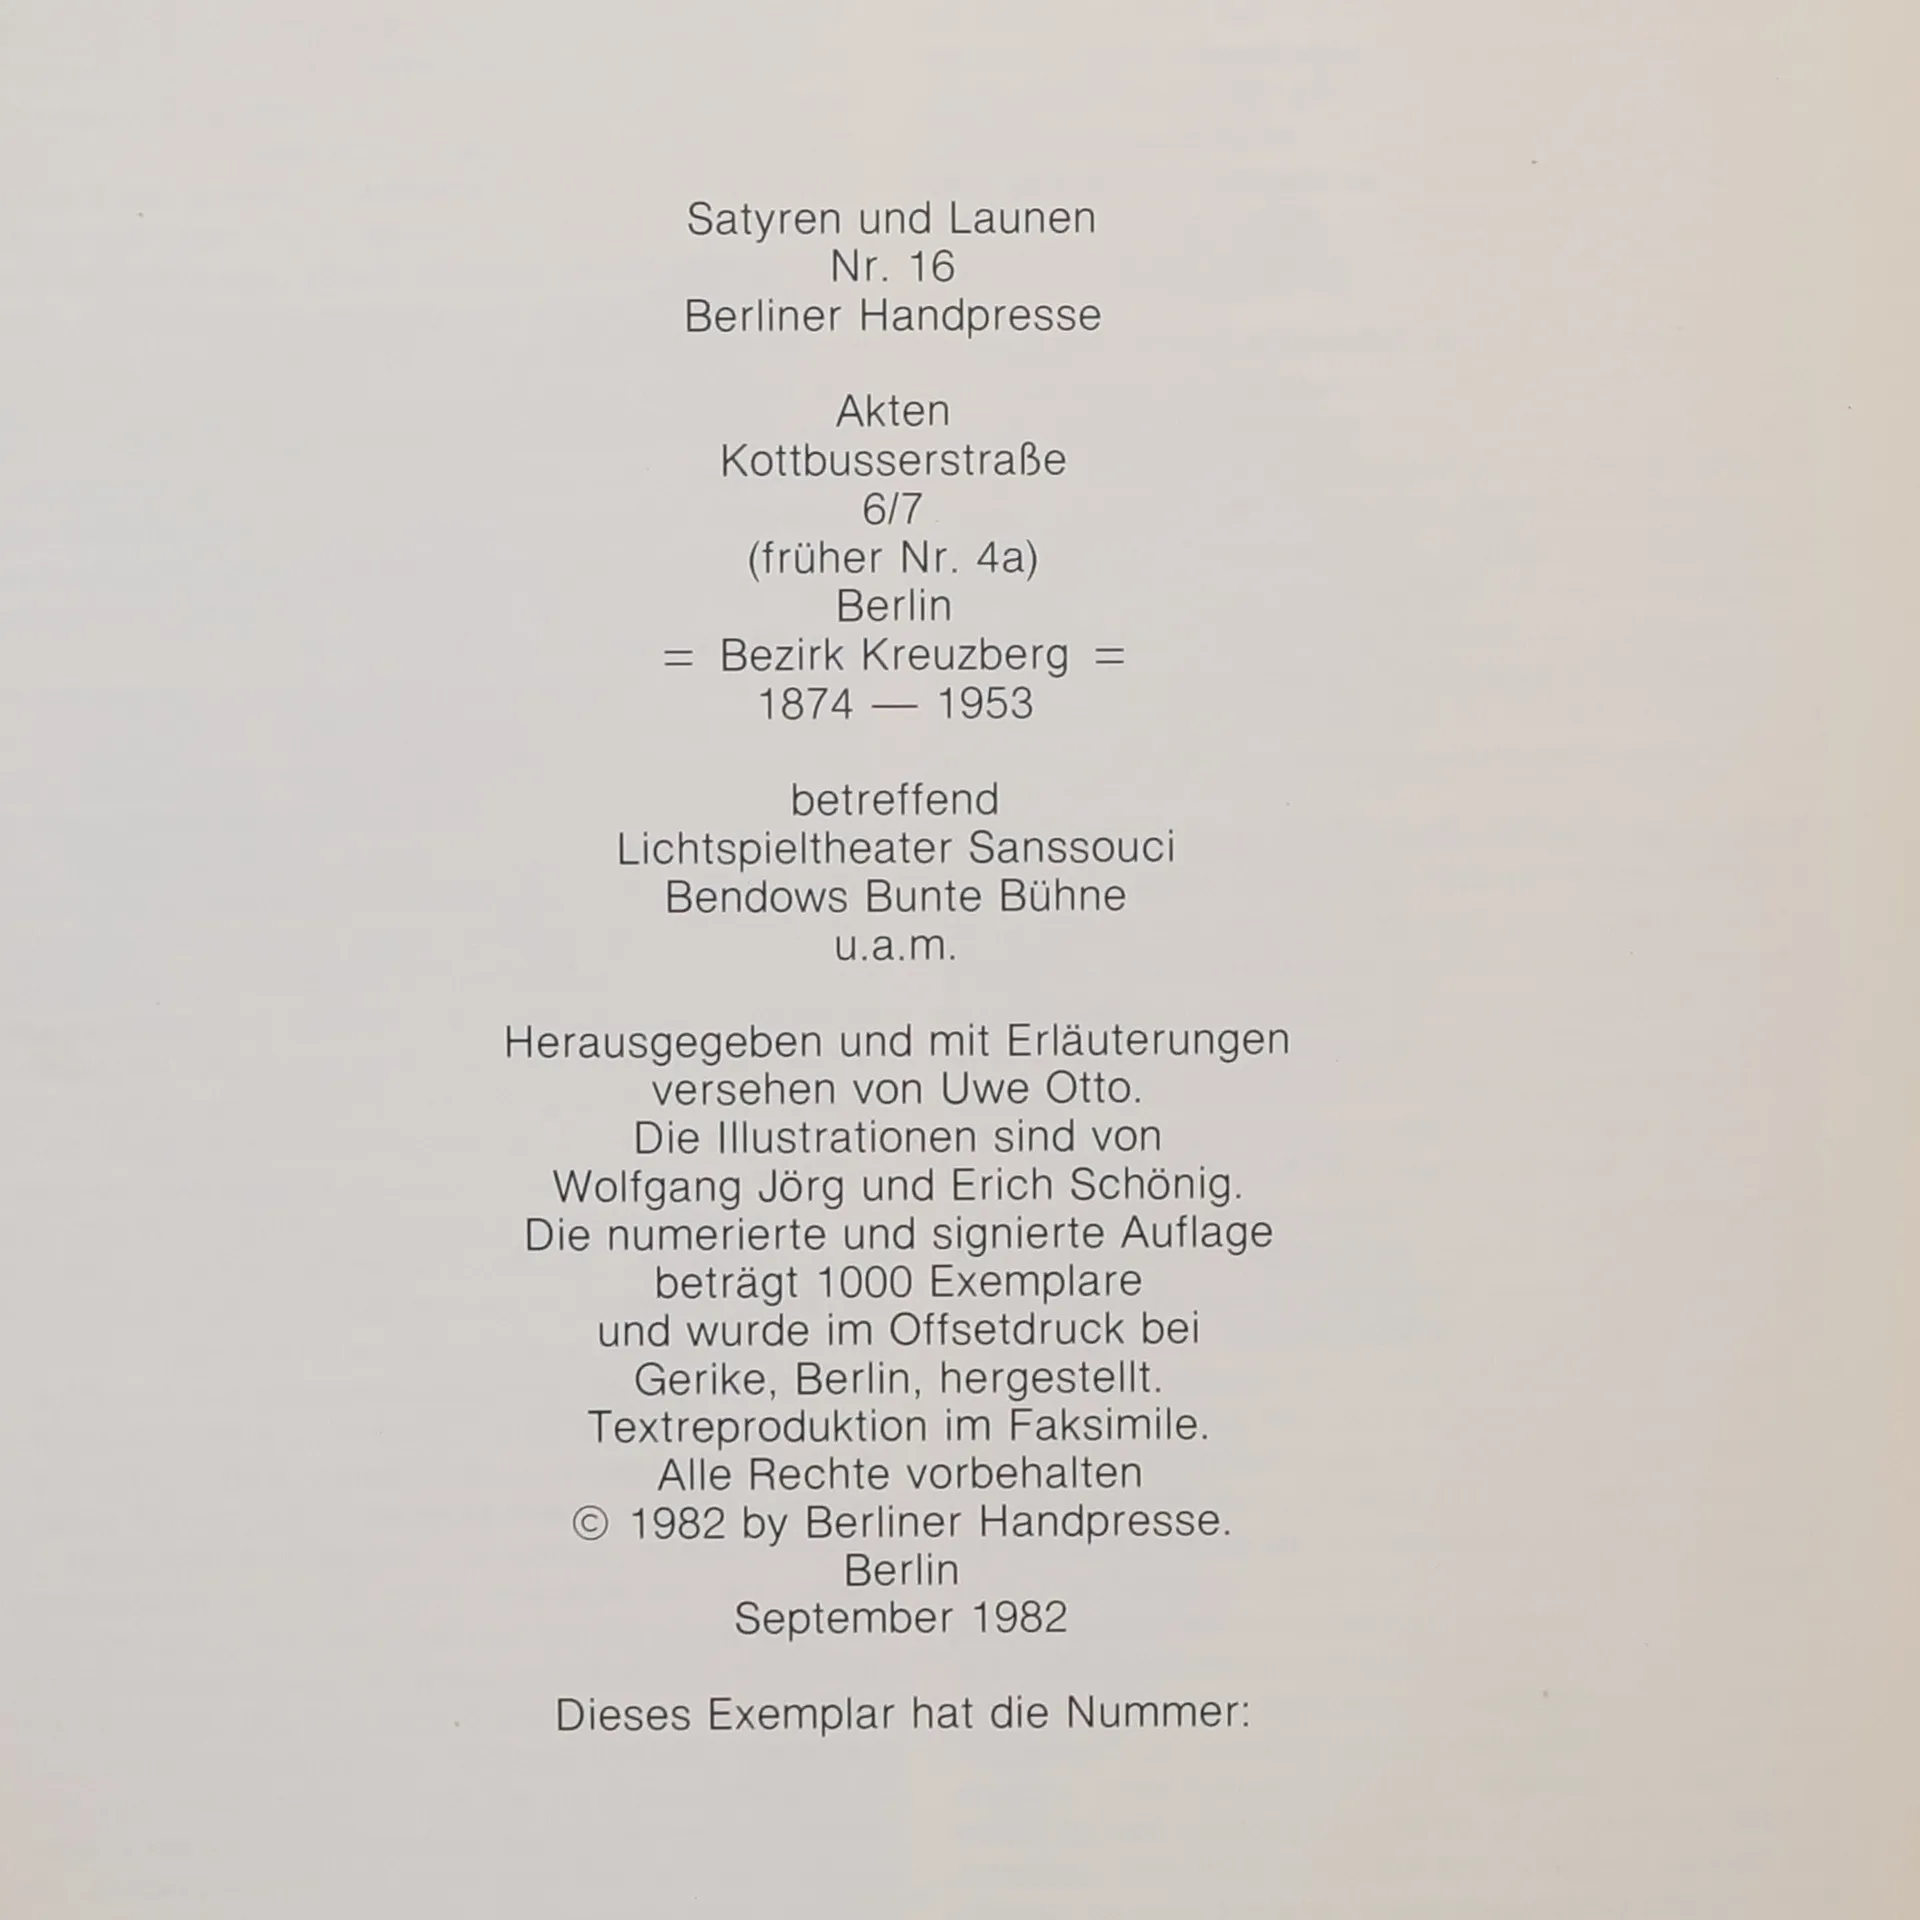 Satyren und Launen
Nr. 16
Berliner Handpresse
Akten
Kottbusserstraße
6/7
(früher Nr. 4a)
Berlin
= Bezirk Kreuzberg =
1874 — 1953
betreffend
Lichtspieltheater Sanssouci
Bendows Bunte Bühne
u.a.m.
Herausgegeben und mit Erläuterungen
versehen von Uwe Otto.
Die Illustrationen sind von
Wolfgang Jörg und Erich Schönig.
Die numerierte und signierte Auflage
beträgt 1000 Exemplare
und wurde im Offsetdruck bei
Gerike, Berlin, hergestellt.
Textreproduktion im Faksimile.
Alle Rechte vorbehalten
© 1982 by Berliner Handpresse.
Berlin
September 1982
Dieses Exemplar hat die Nummer: